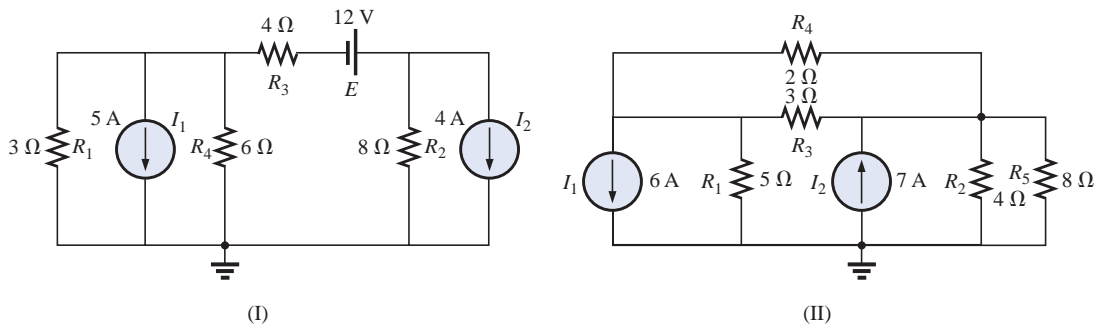 4 Ω
12 V
R3
E
3 Ω R1
5 A I1
R4 6 Ω
8 Ω R2
4 A I2
(I)
R4
2 Ω
3 Ω
R3
I1 6 A
R1 5 Ω
I2 7 A
R2 4 Ω
R5 8 Ω
(II)